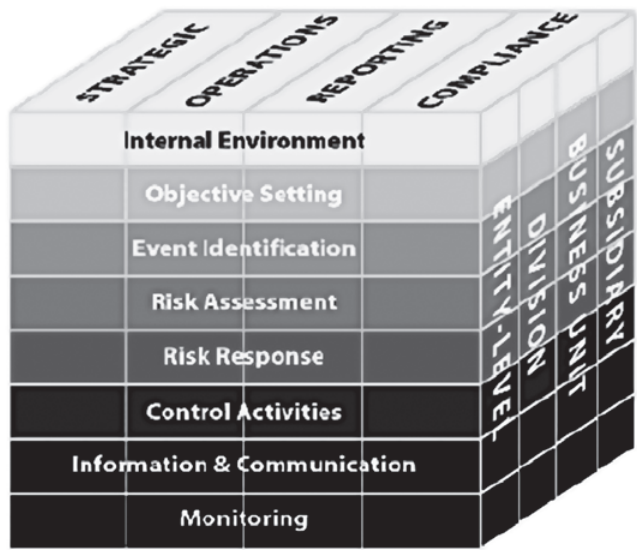 STRATEGIC
OPERATIONS
REPORTING
COMPLIANCE
Internal Environment
Objective Setting
Event Identification
Risk Assessment
Risk Response
Control Activities
Information & Communication
Monitoring
ENTITY-LEVEL
DIVISION
BUSINESS UNIT
SUBSIDIARY